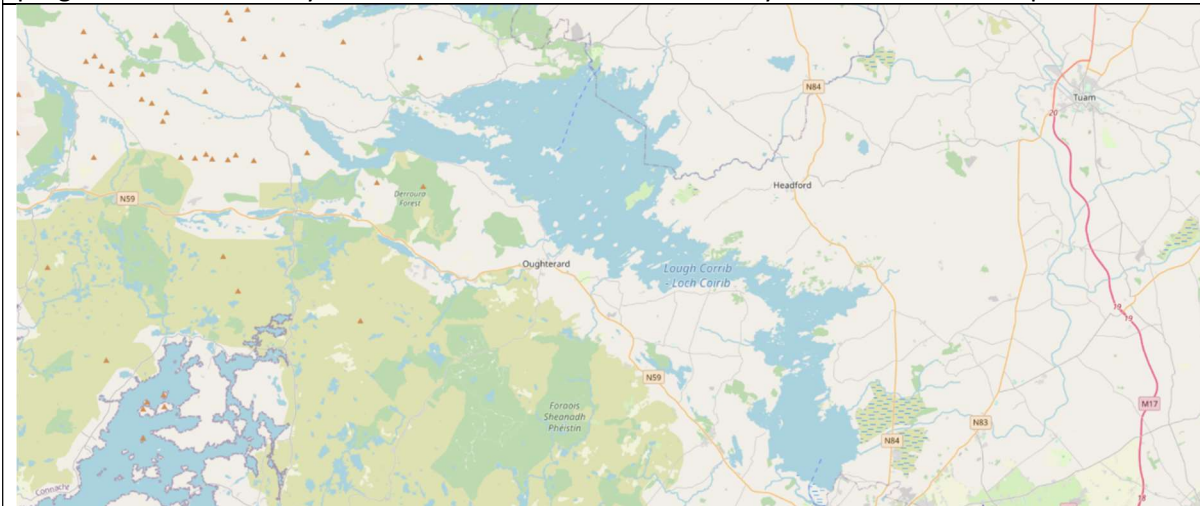 N84
Tuam
20
Headford
N59
Derroura
Forest
Oughterard
Lough Corrib
- Loch Coirib
19
19
N59
Foraois
Sheanadh
Phéistín
M17
N83
N84
Connacht
18